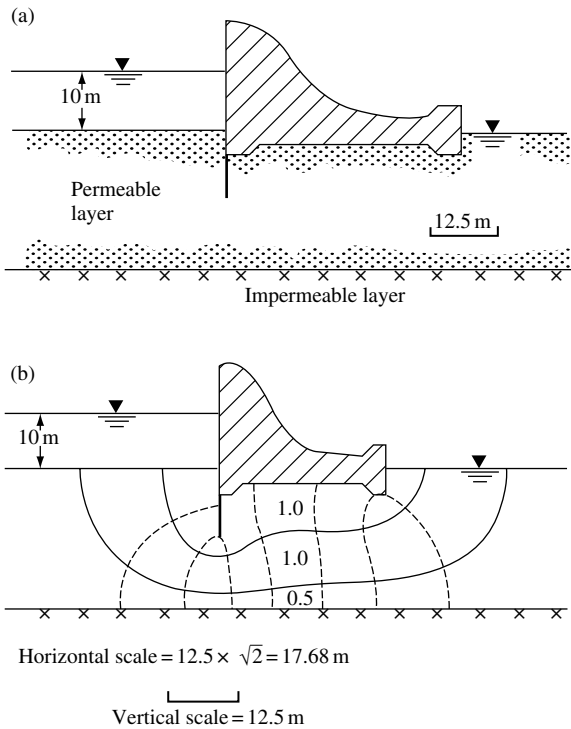 (a)
10 m
Permeable
layer
12.5 m
Impermeable layer
(b)
10 m
1.0
1.0
0.5
Horizontal scale = 12.5 × √2 = 17.68 m
Vertical scale = 12.5 m